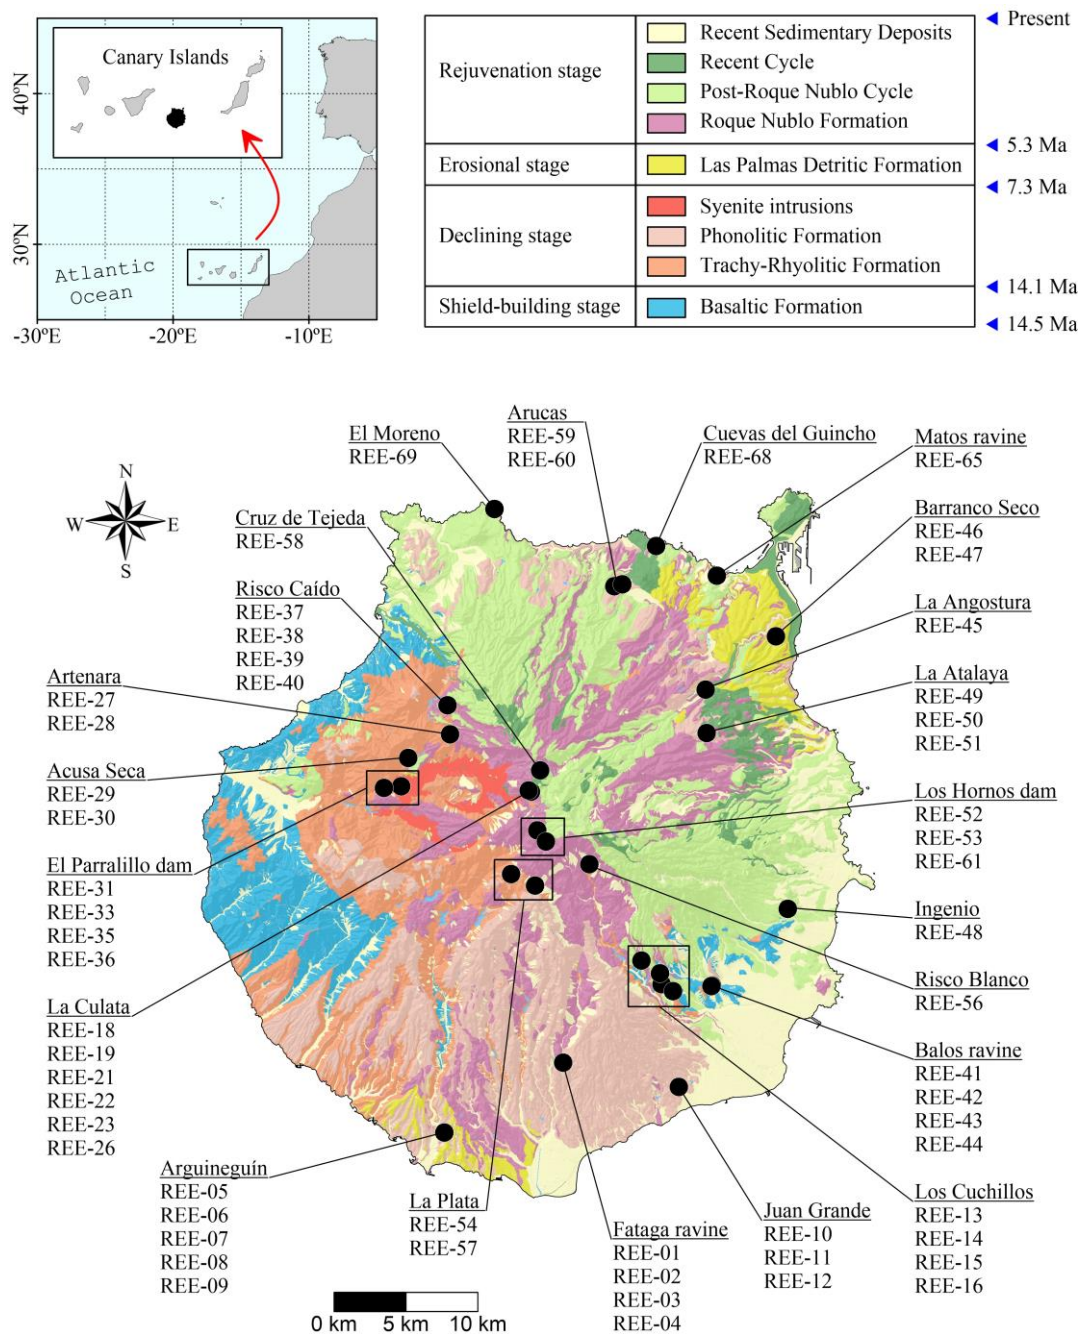 Canary Islands
40ºN
30ºN
Atlantic
Ocean
-30ºE
-20ºE
-10ºE
Rejuvenation stage
Recent Sedimentary Deposits
Recent Cycle
Post-Roque Nublo Cycle
Roque Nublo Formation
Erosional stage
Las Palmas Detritic Formation
Declining stage
Syenite intrusions
Phonolitic Formation
Trachy-Rhyolitic Formation
Shield-building stage
Basaltic Formation
Present
5.3 Ma
7.3 Ma
14.1 Ma
14.5 Ma
N
W
E
S
El Moreno
REE-69
Arucas
REE-59
REE-60
Cuevas del Guincho
REE-68
Matos ravine
REE-65
Cruz de Tejeda
REE-58
Barranco Seco
REE-46
REE-47
Risco Caído
REE-37
REE-38
REE-39
REE-40
La Angostura
REE-45
Artenara
REE-27
REE-28
La Atalaya
REE-49
REE-50
REE-51
Acusa Seca
REE-29
REE-30
Los Hornos dam
REE-52
REE-53
REE-61
El Parralillo dam
REE-31
REE-33
REE-35
REE-36
Ingenio
REE-48
Risco Blanco
REE-56
La Culata
REE-18
REE-19
REE-21
REE-22
REE-23
REE-26
Balos ravine
REE-41
REE-42
REE-43
REE-44
Arguineguín
REE-05
REE-06
REE-07
REE-08
REE-09
La Plata
REE-54
REE-57
Fataga ravine
REE-01
REE-02
REE-03
REE-04
Juan Grande
REE-10
REE-11
REE-12
Los Cuchillos
REE-13
REE-14
REE-15
REE-16
0 km
5 km
10 km